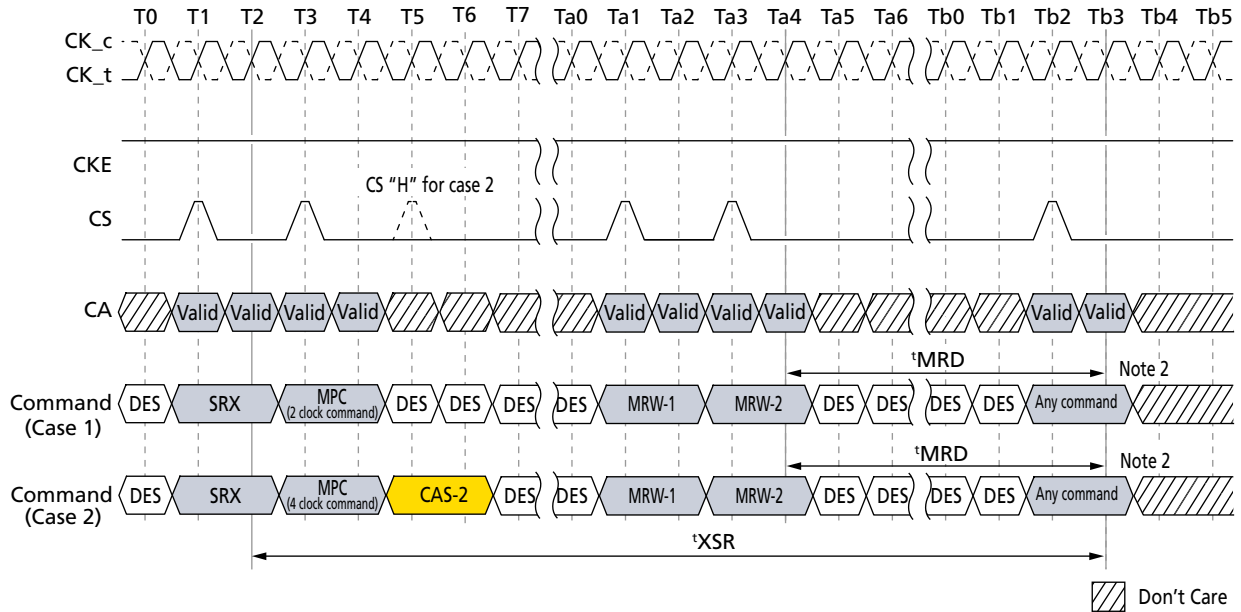 T0 T1 T2 T3 T4 T5 T6 T7 Ta0 Ta1 Ta2 Ta3 Ta4 Ta5 Ta6 Tb0 Tb1 Tb2 Tb3 Tb4 Tb5
CK_c
CK_t
CKE
CS "H" for case 2
CS
CA Valid Valid Valid Valid Valid Valid Valid Valid Valid Valid
tMRD Note 2
Command
(Case 1)
DES SRX MPC
(2 clock command)
DES DES DES DES MRW-1 MRW-2 DES DES DES DES Any command
tMRD Note 2
Command
(Case 2)
DES SRX MPC
(4 clock command)
CAS-2 DES DES MRW-1 MRW-2 DES DES DES DES Any command
tXSR
Don't Care